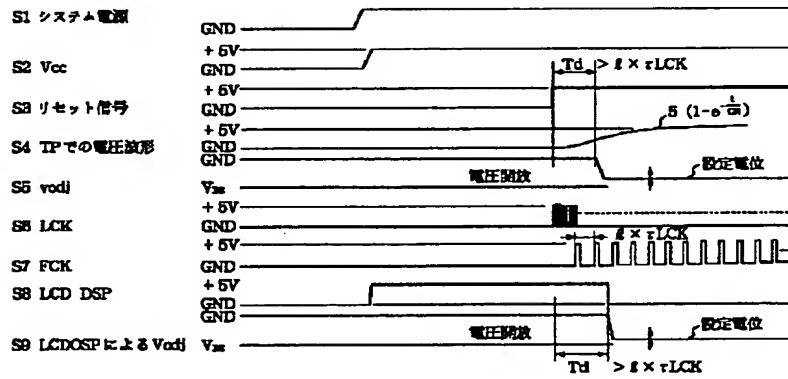 S1 システム電源
GND
+5V
S2 Vcc
GND
+5V
S3 リセット信号
GND
Td > ℓ × τLCK
+5V
S4 TPでの電圧波形
GND
5 (1-e
GND
S5 vodj
電圧開放
設定電位
+5V
S6 LCK
GND
+5V
ℓ × τLCK
S7 FCK
GND
+5V
S8 LCD DSP
GND
GND
電圧開放
設定電位
S9 LCDOSPによるVodj
Td > ℓ × τLCK